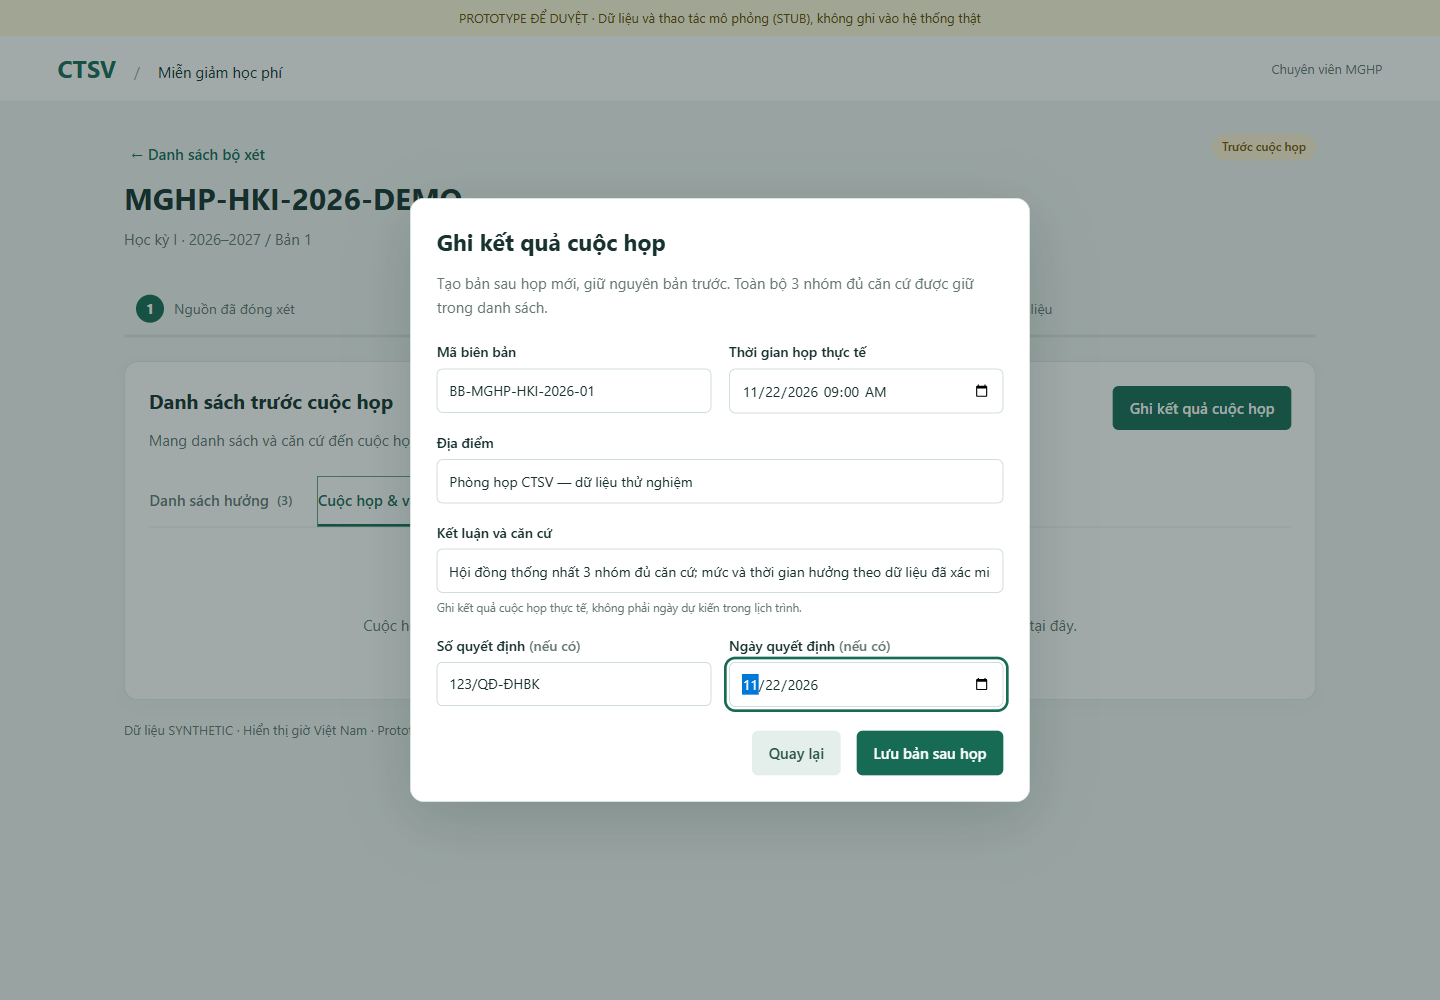 PROTOTYPE ĐỂ DUYỆT · Dữ liệu và thao tác mô phỏng (STUB), không ghi vào hệ thống thật
CTSV / Miễn giảm học phí
Chuyên viên MGHP
← Danh sách bộ xét
Trước cuộc họp
MGHP-HKI-2026-DEMO
Học kỳ I · 2026–2027 / Bản 1
1 Nguồn đã đóng xét
liệu
Danh sách trước cuộc họp
Ghi kết quả cuộc họp
Mang danh sách và căn cứ đến cuộc họ
Danh sách hưởng (3)
Cuộc họp & v
Cuộc h
tại đây.
Dữ liệu SYNTHETIC · Hiển thị giờ Việt Nam · Protot
Ghi kết quả cuộc họp
Tạo bản sau họp mới, giữ nguyên bản trước. Toàn bộ 3 nhóm đủ căn cứ được giữ
trong danh sách.
Mã biên bản
Thời gian họp thực tế
BB-MGHP-HKI-2026-01
11/22/2026 09:00 AM
Địa điểm
Phòng họp CTSV — dữ liệu thử nghiệm
Kết luận và căn cứ
Hội đồng thống nhất 3 nhóm đủ căn cứ; mức và thời gian hưởng theo dữ liệu đã xác mi
Ghi kết quả cuộc họp thực tế, không phải ngày dự kiến trong lịch trình.
Số quyết định (nếu có)
Ngày quyết định (nếu có)
123/QĐ-ĐHBK
11/22/2026
Quay lại
Lưu bản sau họp